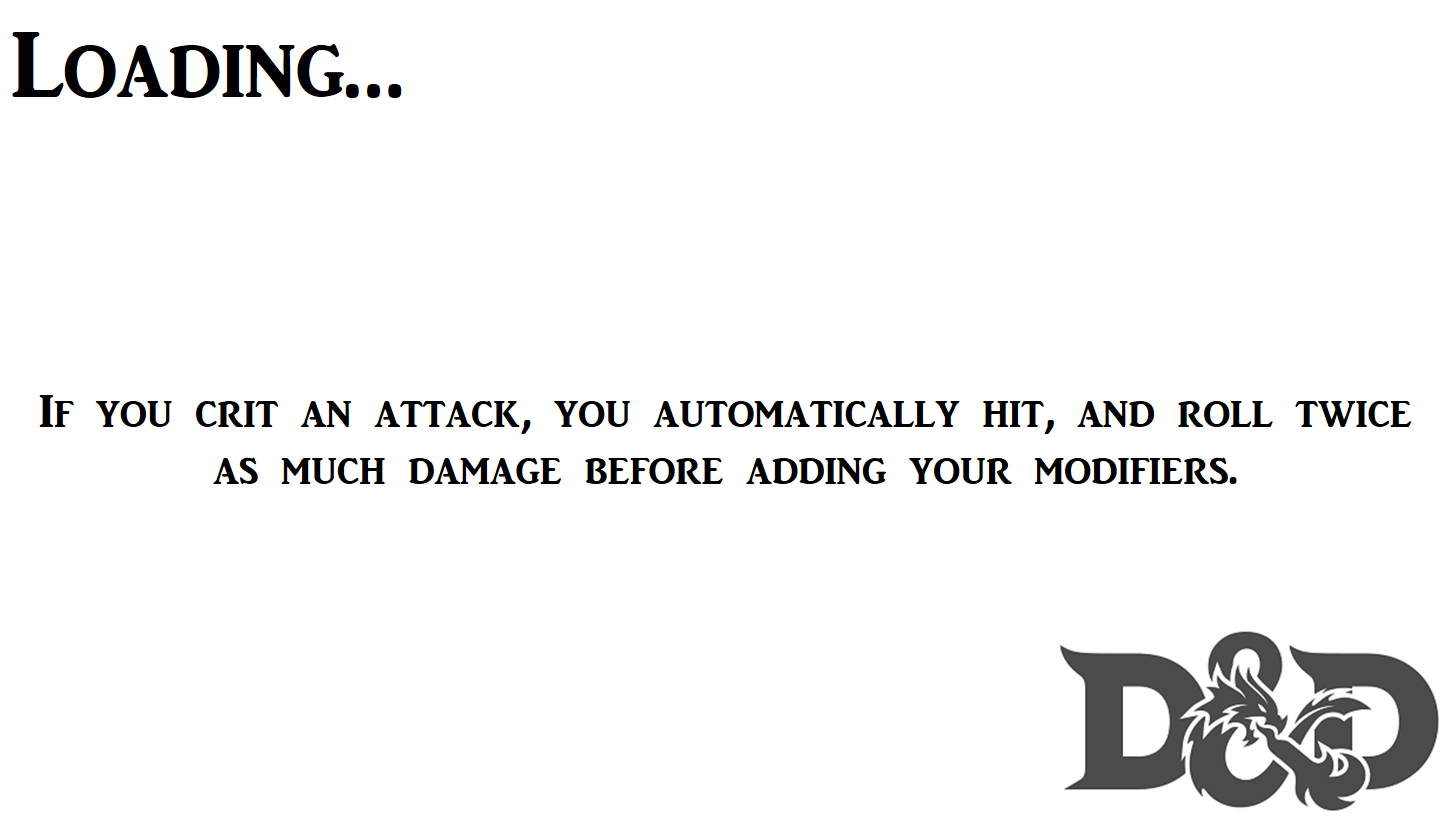 Loading...
If you crit an attack, you automatically hit, and roll twice
as much damage before adding your modifiers.
D&D